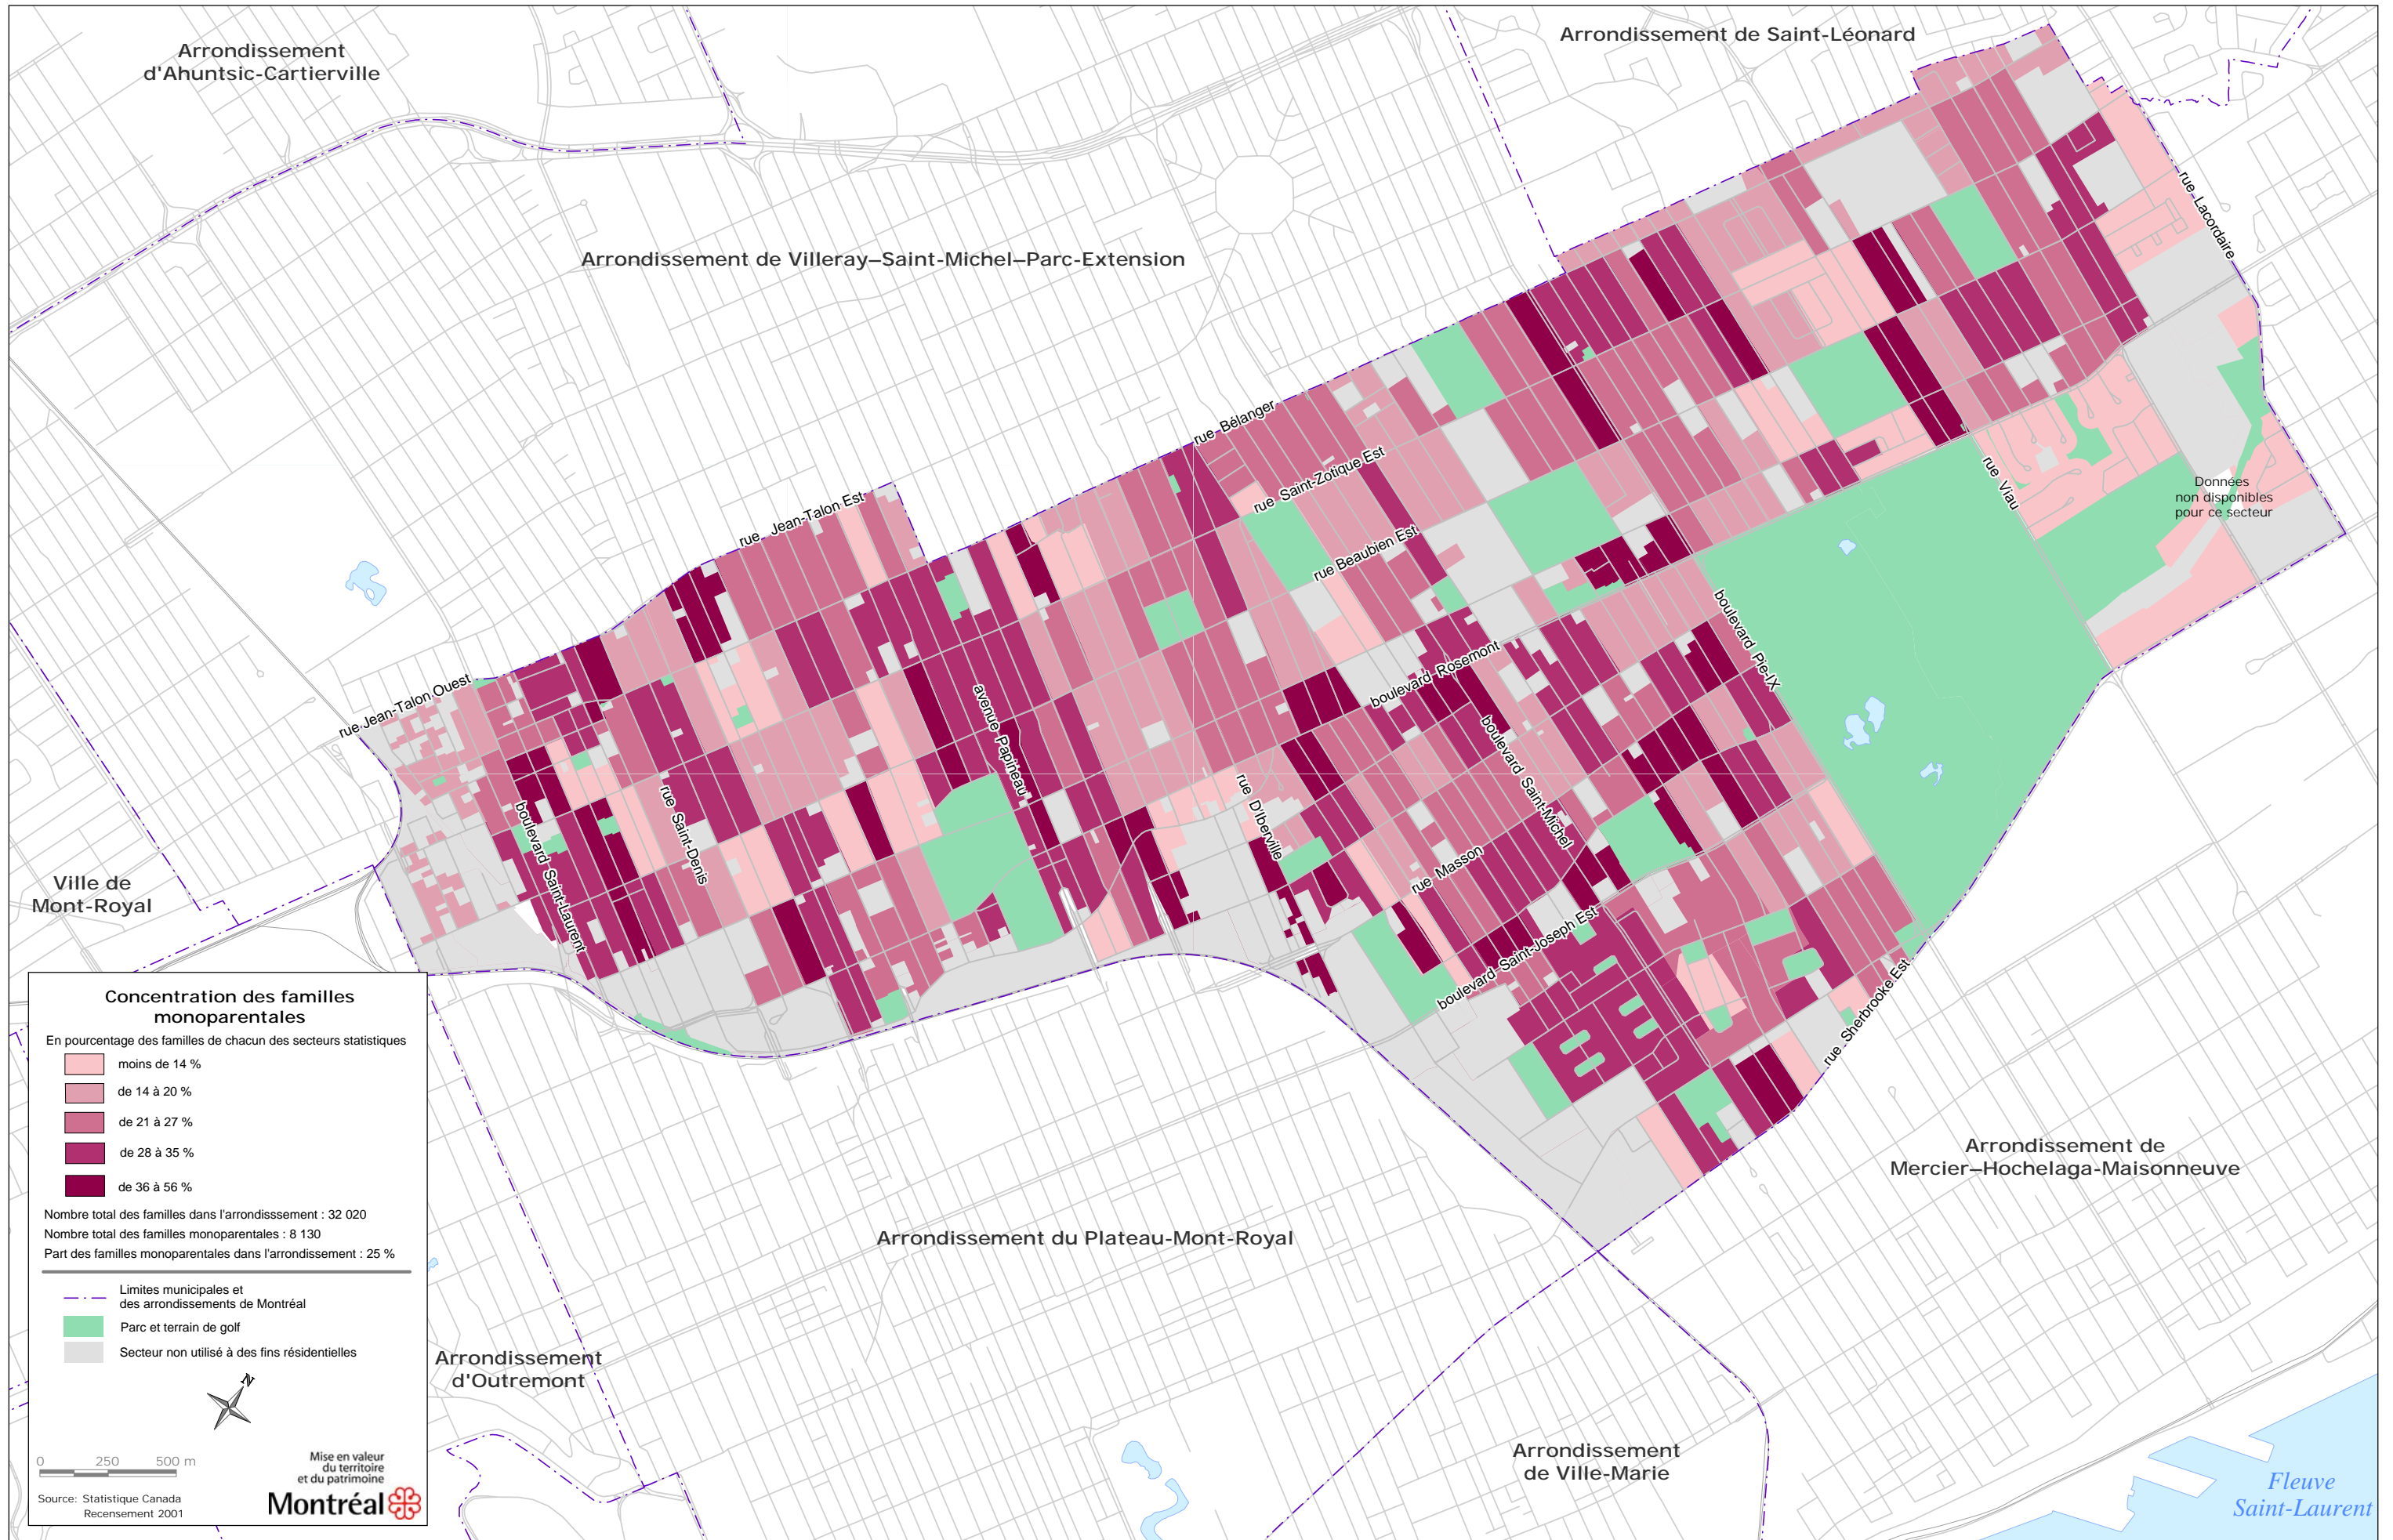 Arrondissement
d'Ahuntsic-Cartierville
Arrondissement de Saint-Léonard
Arrondissement de Villeray–Saint-Michel–Parc-Extension
rue Lacordaire
rue Bélanger
rue Saint-Zotique Est
rue Jean-Talon Est
rue Beaubien Est
rue Viau
Données
non disponibles
pour ce secteur
boulevard Pie-IX
rue Jean-Talon Ouest
boulevard Rosemont
avenue Papineau
boulevard Saint-Michel
rue D'Iberville
rue Saint-Denis
boulevard Saint-Laurent
rue Masson
boulevard Saint-Joseph Est
rue Sherbrooke Est
Ville de
Mont-Royal
Arrondissement de
Mercier–Hochelaga-Maisonneuve
Arrondissement du Plateau-Mont-Royal
Arrondissement
d'Outremont
Arrondissement
de Ville-Marie
Fleuve
Saint-Laurent
Concentration des familles
monoparentales
En pourcentage des familles de chacun des secteurs statistiques
moins de 14 %
de 14 à 20 %
de 21 à 27 %
de 28 à 35 %
de 36 à 56 %
Nombre total des familles dans l'arrondisssement : 32 020
Nombre total des familles monoparentales : 8 130
Part des familles monoparentales dans l'arrondissement : 25 %
Limites municipales et
des arrondissements de Montréal
Parc et terrain de golf
Secteur non utilisé à des fins résidentielles
N
0 250 500 m
Source: Statistique Canada
Recensement 2001
Mise en valeur
du territoire
et du patrimoine
Montréal